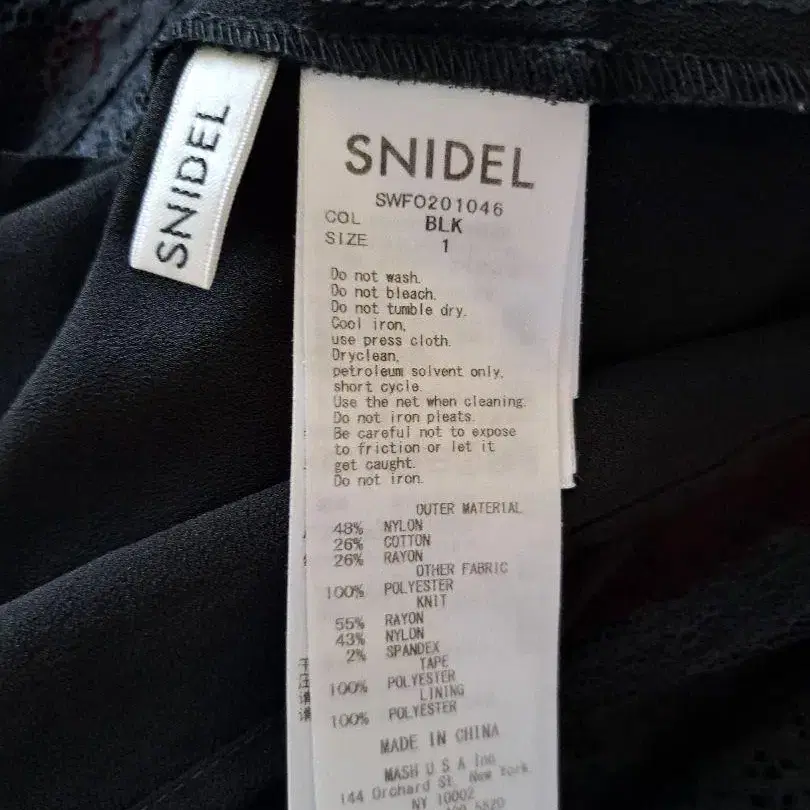 SNIDEL
SNIDEL
SWFO201046
COL BLK
SIZE 1
Do not wash.
Do not bleach.
Do not tumble dry.
Cool iron,
use press cloth.
Dryclean,
petroleum solvent only,
short cycle.
Use the net when cleaning.
Do not iron pleats.
Be careful not to expose
to friction or let it
get caught.
Do not iron.
OUTER MATERIAL
48% NYLON
26% COTTON
26% RAYON
OTHER FABRIC
100% POLYESTER
KNIT
55% RAYON
43% NYLON
2% SPANDEX
TAPE
100% POLYESTER
LINING
100% POLYESTER
MADE IN CHINA
MASH U S A Inc
144 Orchard St. New York
NY 10002